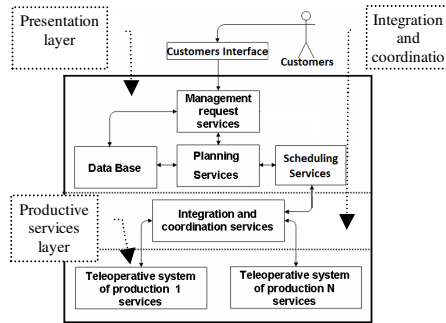 Presentation
layer
Integration
and
coordinatio
Customers Interface
Customers
Management
request
services
Data Base
Planning
Services
Scheduling
Services
Productive
services
layer
Integration and
coordination services
Teleoperative system
of production 1
services
Teleoperative system
of production N
services